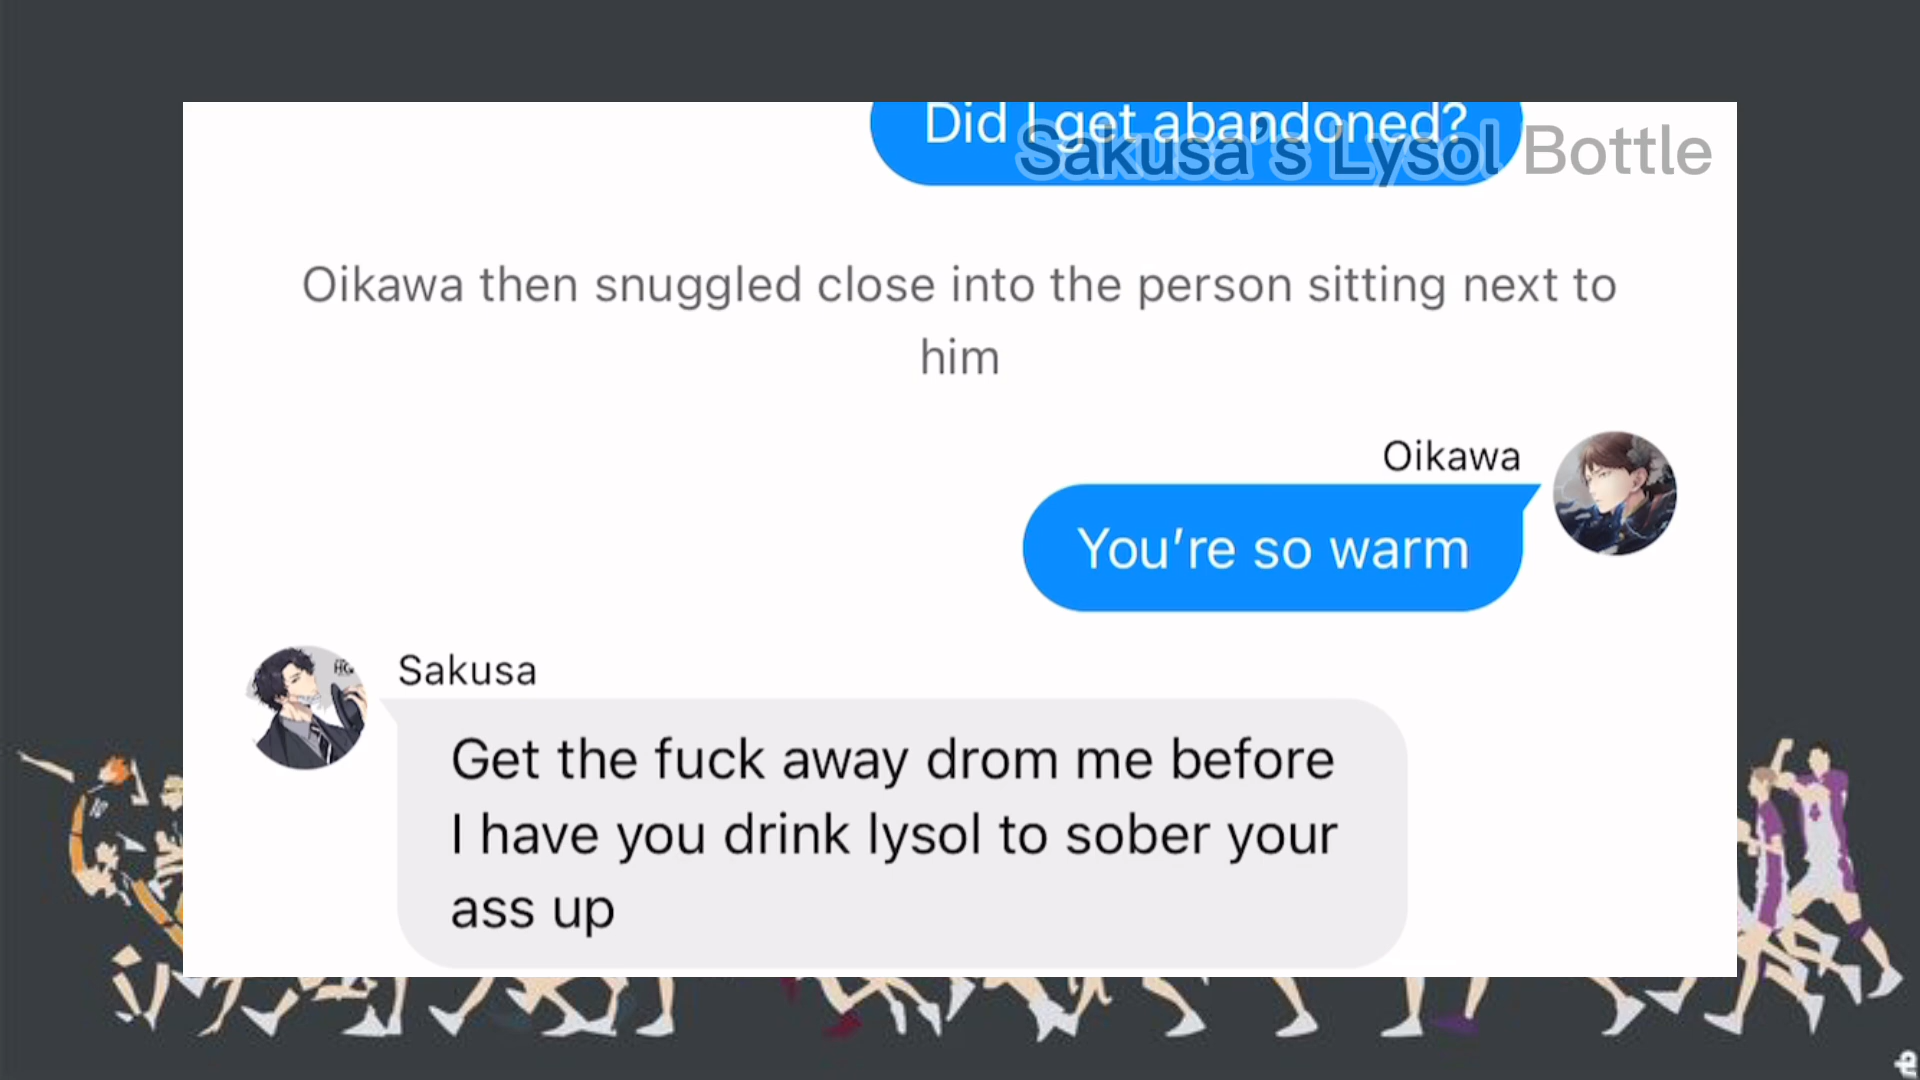 Did I get abandoned?
Sakusa's Lysol Bottle
Oikawa then snuggled close into the person sitting next to
him
Oikawa
You're so warm
Sakusa
Get the fuck away drom me before
I have you drink lysol to sober your
ass up